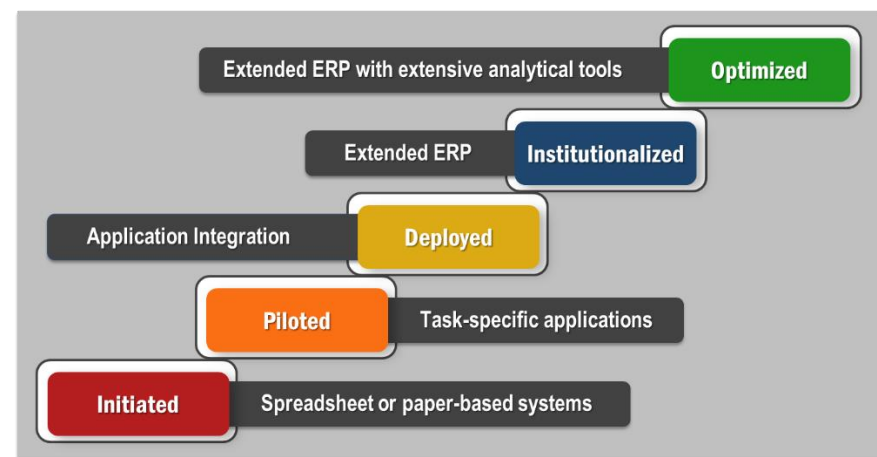 Extended ERP with extensive analytical tools Optimized
Extended ERP Institutionalized
Application Integration Deployed
Piloted Task-specific applications
Initiated Spreadsheet or paper-based systems